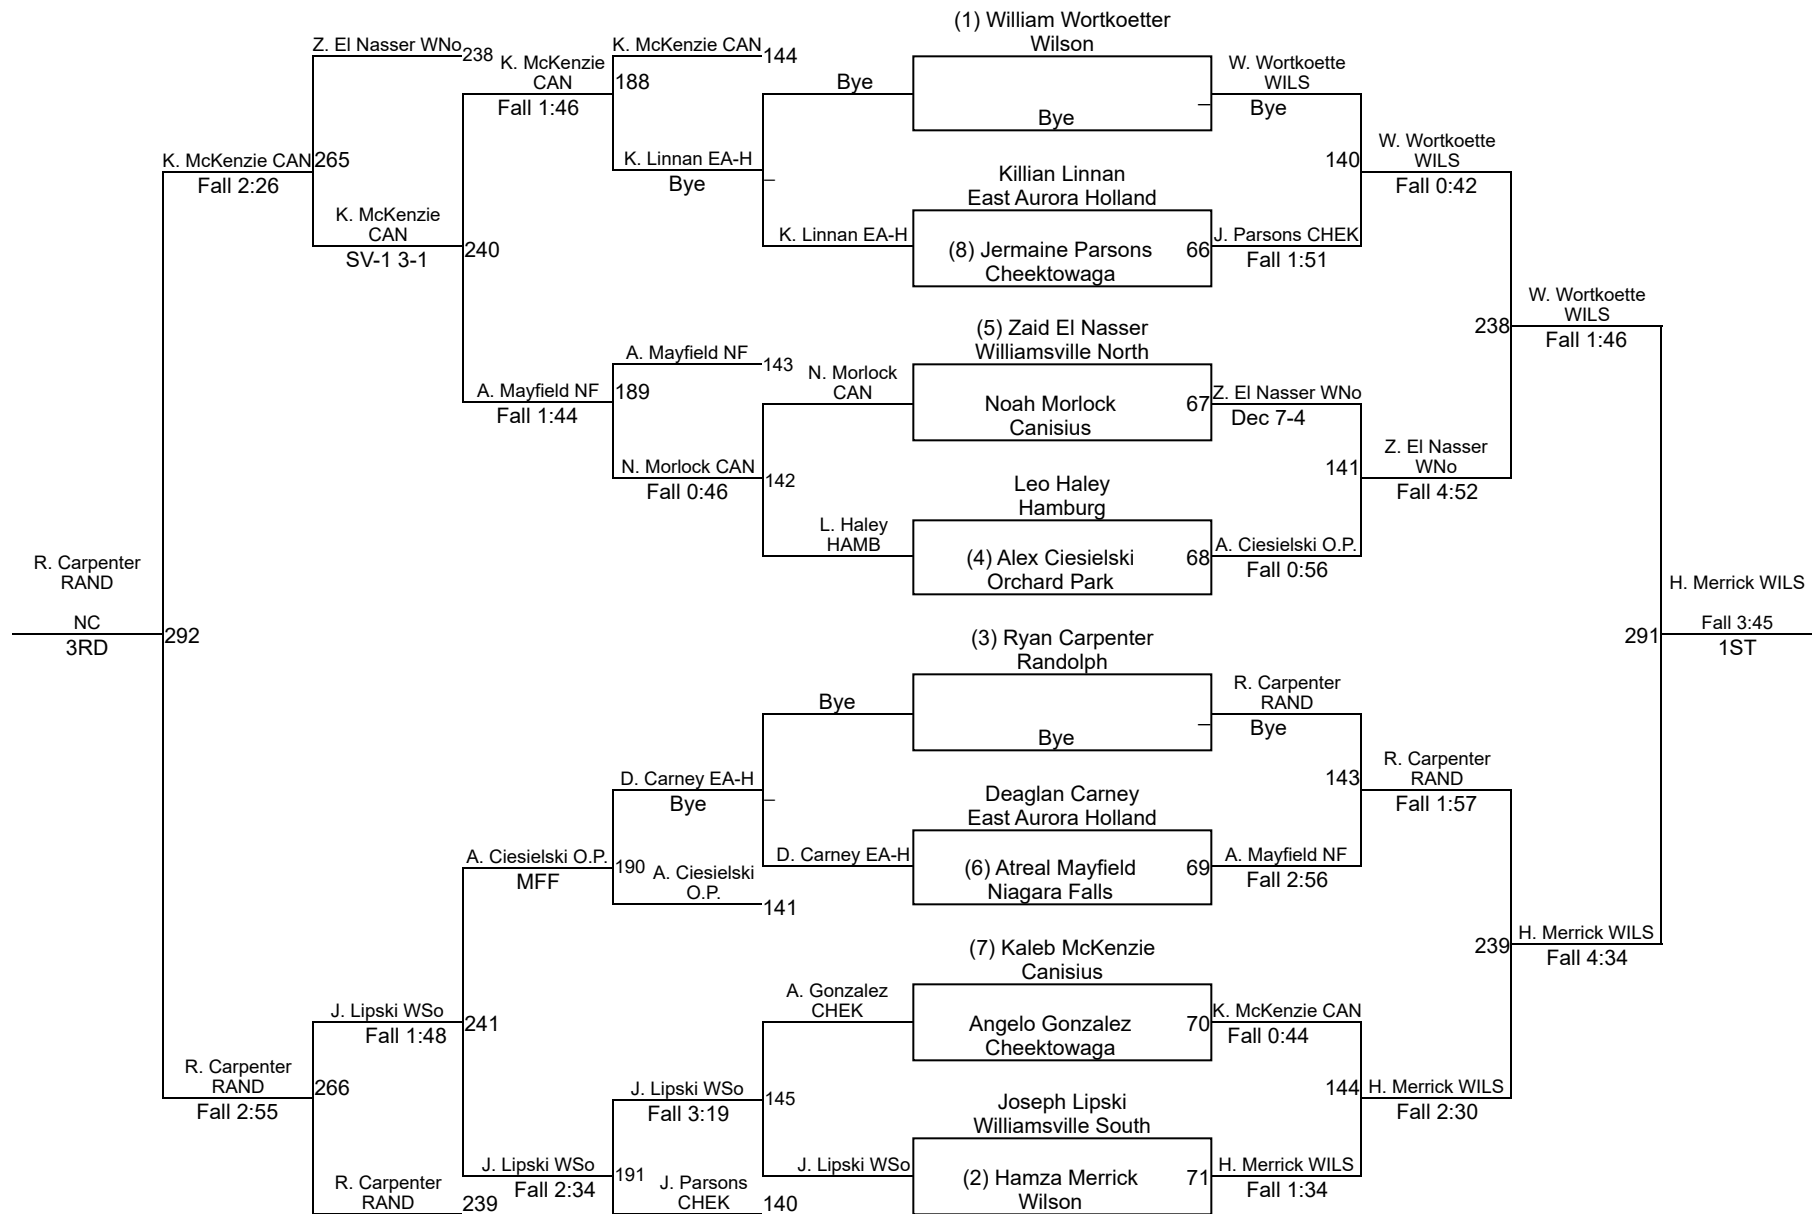 (1) William Wortkoetter
Wilson
Z. El Nasser WNo
238
K. McKenzie
CAN
Fall 1:46
K. McKenzie CAN
144
188
Bye
Bye
W. Wortkoette
WILS
Bye
K. McKenzie CAN
265
Fall 2:26
K. Linnan EA-H
Bye
Killian Linnan
East Aurora Holland
140
W. Wortkoette
WILS
Fall 0:42
K. McKenzie
CAN
SV-1 3-1
240
K. Linnan EA-H
(8) Jermaine Parsons
Cheektowaga
66
J. Parsons CHEK
Fall 1:51
(5) Zaid El Nasser
Williamsville North
238
W. Wortkoette
WILS
Fall 1:46
A. Mayfield NF
143
A. Mayfield NF
Fall 1:44
189
N. Morlock
CAN
Noah Morlock
Canisius
67
Z. El Nasser WNo
Dec 7-4
N. Morlock CAN
Fall 0:46
142
Leo Haley
Hamburg
141
Z. El Nasser
WNo
Fall 4:52
L. Haley
HAMB
(4) Alex Ciesielski
Orchard Park
68
A. Ciesielski O.P.
Fall 0:56
R. Carpenter
RAND
NC
3RD
292
H. Merrick WILS
291
Fall 3:45
1ST
(3) Ryan Carpenter
Randolph
Bye
Bye
R. Carpenter
RAND
Bye
D. Carney EA-H
Bye
Deaglan Carney
East Aurora Holland
143
R. Carpenter
RAND
Fall 1:57
A. Ciesielski O.P.
MFF
190
A. Ciesielski
O.P.
141
D. Carney EA-H
(6) Atreal Mayfield
Niagara Falls
69
A. Mayfield NF
Fall 2:56
(7) Kaleb McKenzie
Canisius
239
H. Merrick WILS
Fall 4:34
J. Lipski WSo
Fall 1:48
241
A. Gonzalez
CHEK
Angelo Gonzalez
Cheektowaga
70
K. McKenzie CAN
Fall 0:44
R. Carpenter
RAND
Fall 2:55
266
J. Lipski WSo
Fall 3:19
145
Joseph Lipski
Williamsville South
144
H. Merrick WILS
Fall 2:30
R. Carpenter
RAND
239
J. Lipski WSo
Fall 2:34
191
J. Parsons
CHEK
140
J. Lipski WSo
(2) Hamza Merrick
Wilson
71
H. Merrick WILS
Fall 1:34